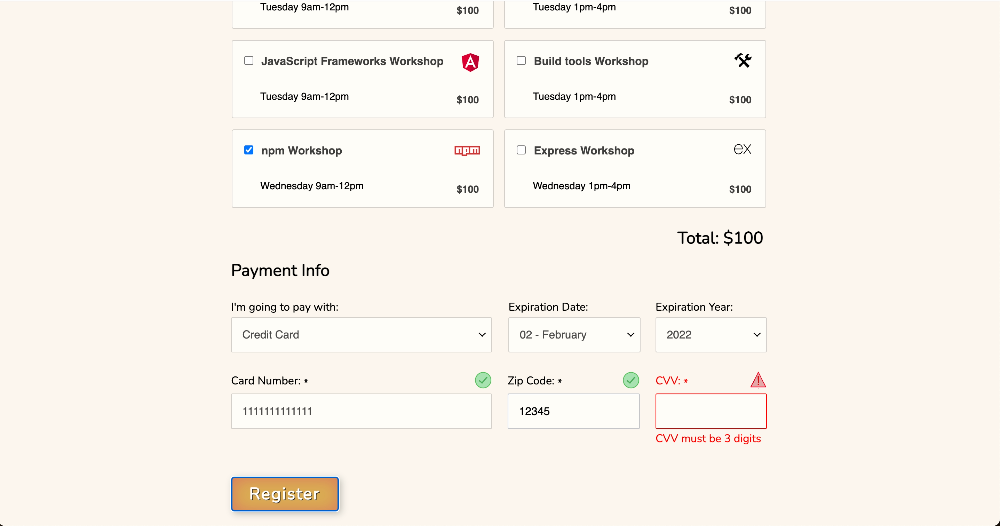 Tuesday 9am-12pm
$100
Tuesday 1pm-4pm
$100
JavaScript Frameworks Workshop
Tuesday 9am-12pm
$100
Build tools Workshop
Tuesday 1pm-4pm
$100
npm Workshop
npm
Wednesday 9am-12pm
$100
Express Workshop
ex
Wednesday 1pm-4pm
$100
Total: $100
Payment Info
I'm going to pay with:
Credit Card
Expiration Date:
02 - February
Expiration Year:
2022
Card Number: *
1111111111111
Zip Code: *
12345
CVV: *
CVV must be 3 digits
Register